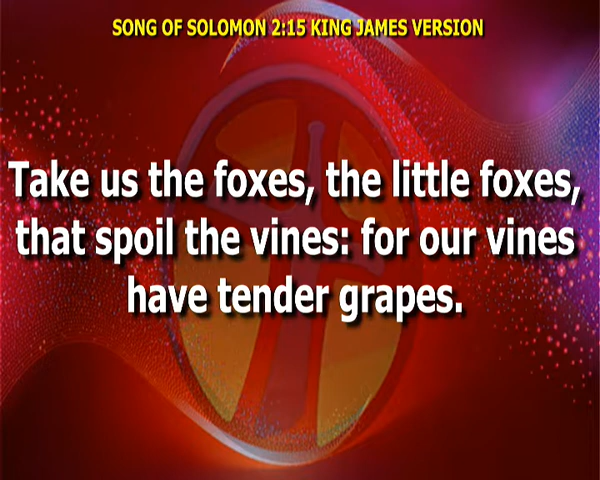 SONG OF SOLOMON 2:15 KING JAMES VERSION
Take us the foxes, the little foxes,
that spoil the vines: for our vines
have tender grapes.